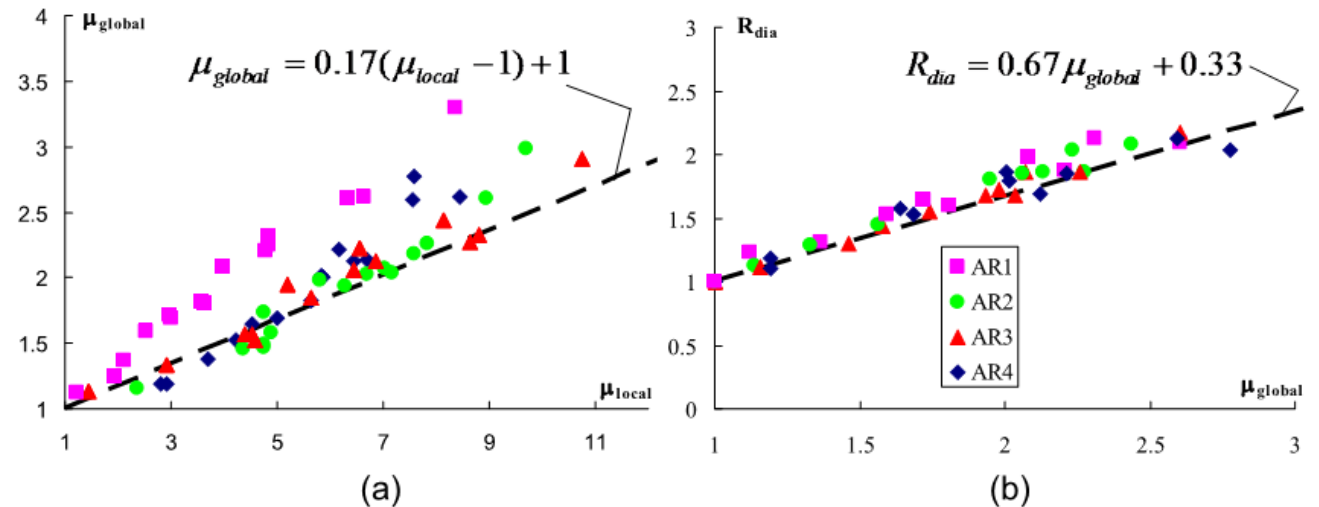 μglobal
μglobal = 0.17(μlocal − 1) + 1
4
3.5
3
2.5
2
1.5
1
1 3 5 7 9 11
μlocal
(a)
Rdia
Rdia = 0.67μglobal + 0.33
3
2.5
2
1.5
1
0.5
0
AR1
AR2
AR3
AR4
μglobal
1 1.5 2 2.5 3
(b)